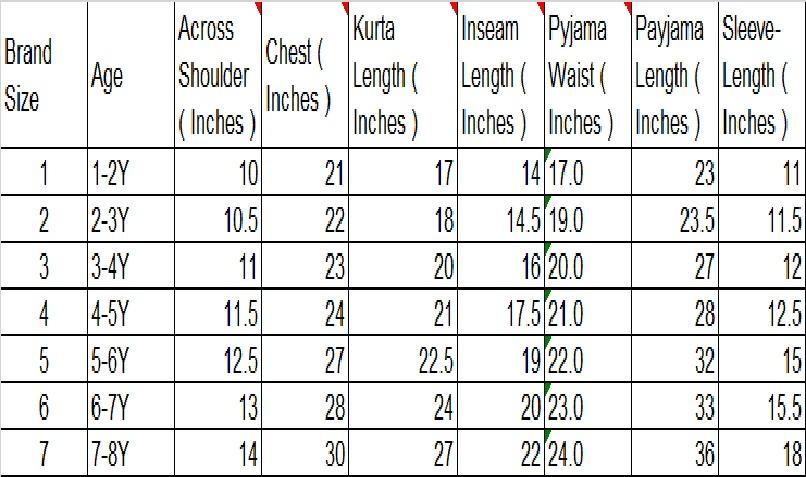 Brand Size Age Across Shoulder ( Inches ) Chest ( Inches ) Kurta Length ( Inches ) Inseam Length ( Inches ) Pyjama Waist ( Inches ) Payjama Length ( Inches ) Sleeve-Length ( Inches )
1 1-2Y 10 21 17 14 17.0 23 11
2 2-3Y 10.5 22 18 14.5 19.0 23.5 11.5
3 3-4Y 11 23 20 16 20.0 27 12
4 4-5Y 11.5 24 21 17.5 21.0 28 12.5
5 5-6Y 12.5 27 22.5 19 22.0 32 15
6 6-7Y 13 28 24 20 23.0 33 15.5
7 7-8Y 14 30 27 22 24.0 36 18